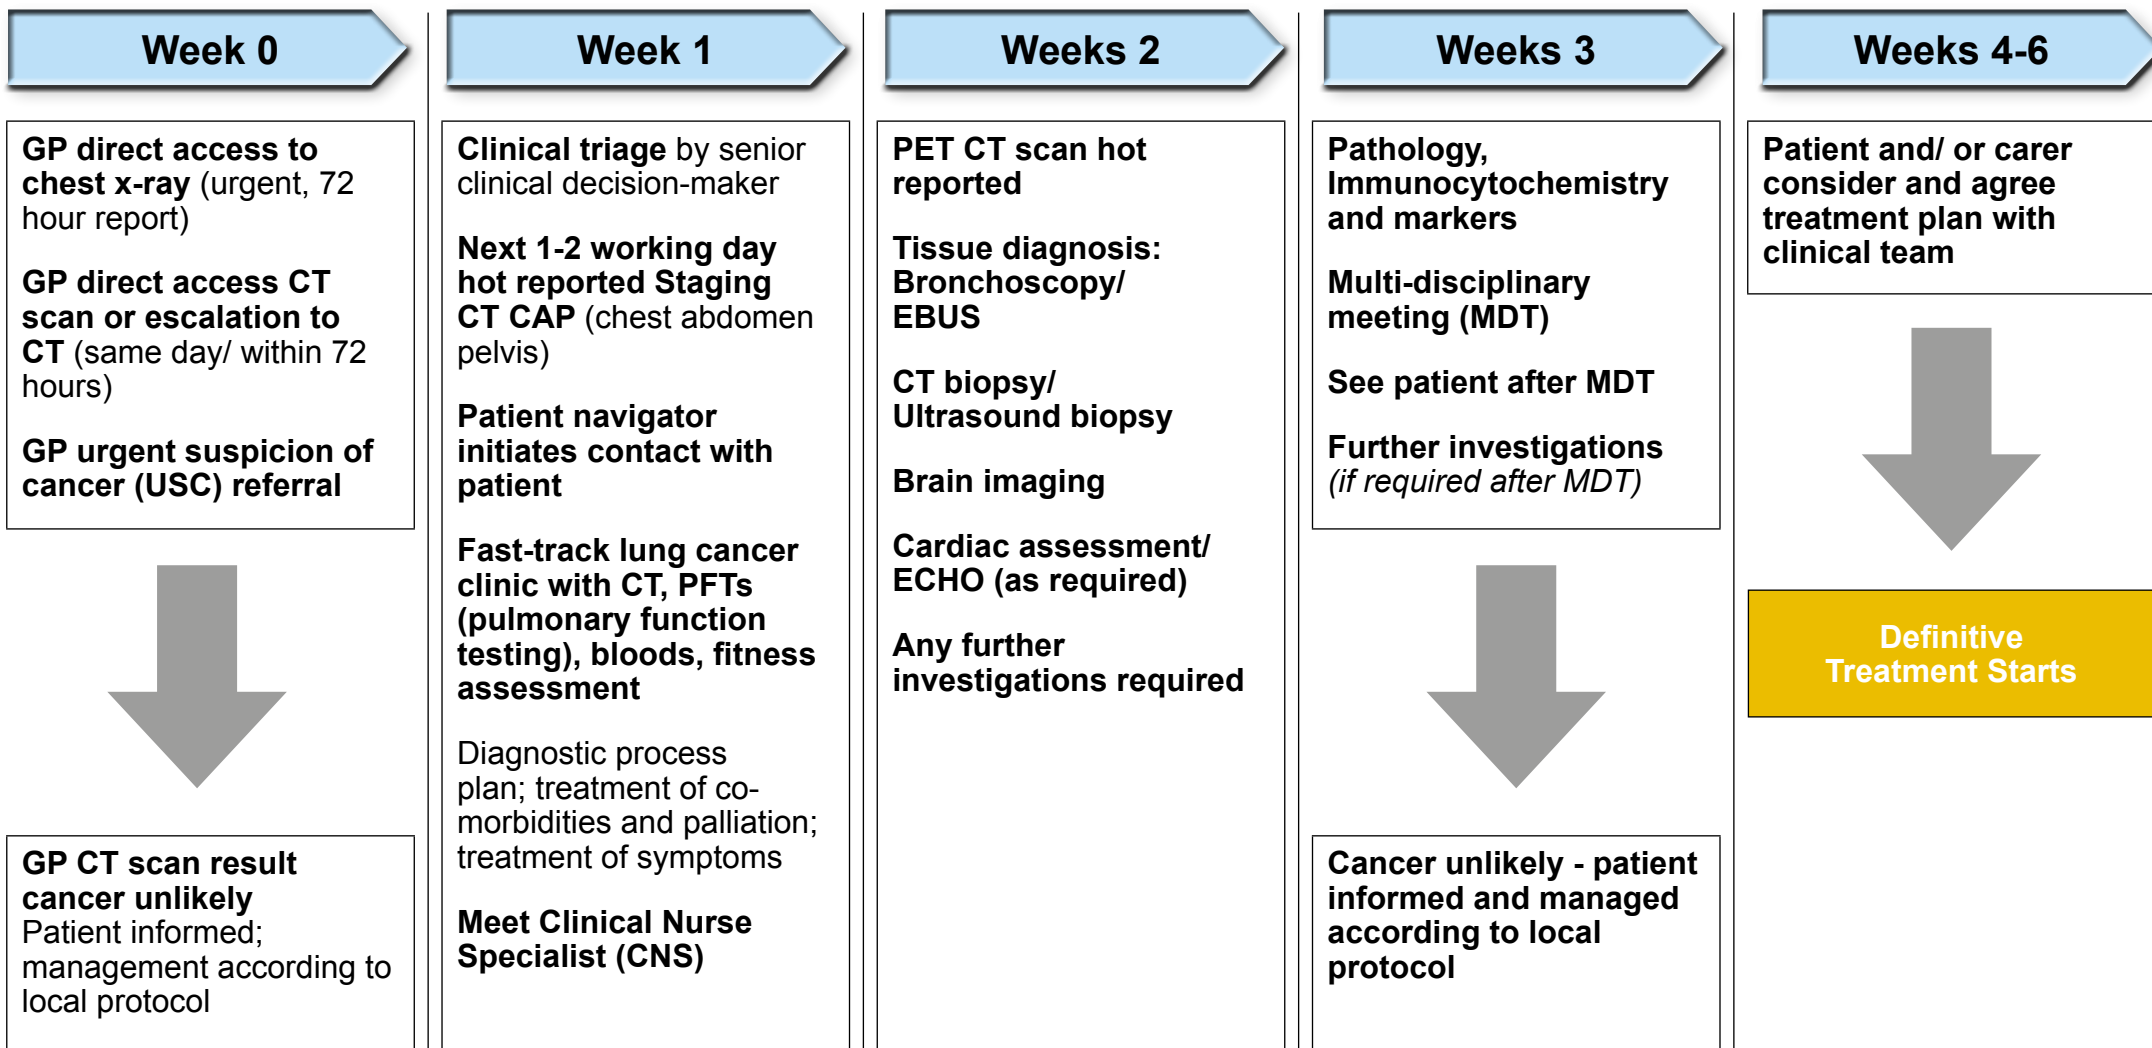 Week 0
GP direct access to
chest x-ray (urgent, 72
hour report)
GP direct access CT
scan or escalation to
CT (same day/ within 72
hours)
GP urgent suspicion of
cancer (USC) referral
GP CT scan result
cancer unlikely
Patient informed;
management according to
local protocol
Week 1
Clinical triage by senior
clinical decision-maker
Next 1-2 working day
hot reported Staging
CT CAP (chest abdomen
pelvis)
Patient navigator
initiates contact with
patient
Fast-track lung cancer
clinic with CT, PFTs
(pulmonary function
testing), bloods, fitness
assessment
Diagnostic process
plan; treatment of co-
morbidities and palliation;
treatment of symptoms
Meet Clinical Nurse
Specialist (CNS)
Weeks 2
PET CT scan hot
reported
Tissue diagnosis:
Bronchoscopy/
EBUS
CT biopsy/
Ultrasound biopsy
Brain imaging
Cardiac assessment/
ECHO (as required)
Any further
investigations required
Weeks 3
Pathology,
Immunocytochemistry
and markers
Multi-disciplinary
meeting (MDT)
See patient after MDT
Further investigations
(if required after MDT)
Cancer unlikely - patient
informed and managed
according to local
protocol
Weeks 4-6
Patient and/ or carer
consider and agree
treatment plan with
clinical team
Definitive
Treatment Starts